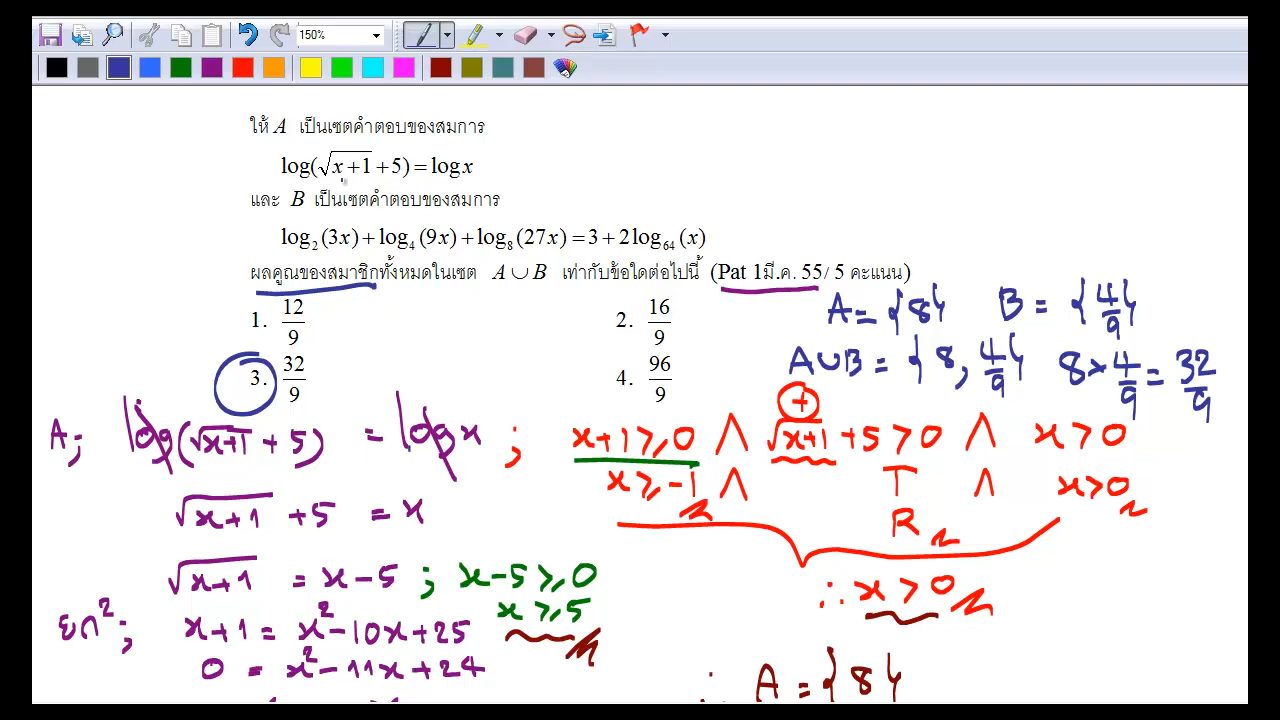 150%
ให้ A เป็นเซตคำตอบของสมการ
log(√(x+1)+5)=logx
และ B เป็นเซตคำตอบของสมการ
log₂(3x)+log₄(9x)+log₈(27x)=3+2log₆₄(x)
ผลคูณของสมาชิกทั้งหมดในเซต A∪B เท่ากับข้อใดต่อไปนี้ (Pat 1มี.ค. 55/ 5 คะแนน)
1. 12/9 2. 16/9
3. 32/9 4. 96/9
A = {8} B = {4/9}
A∪B = {8, 4/9} 8×4/9 = 32/9
+
A; log(√(x+1) + 5) = log x ; x+1≥0 ∧ √(x+1)+5>0 ∧ x>0
x≥-1 ∧ T ∧ x>0
√(x+1) +5 = x R
√(x+1) = x-5 ; x-5≥0 ∴ x>0
ยก²; x+1 = x²-10x+25 x≥5
0 = x²-11x+24
∴ A = {8}